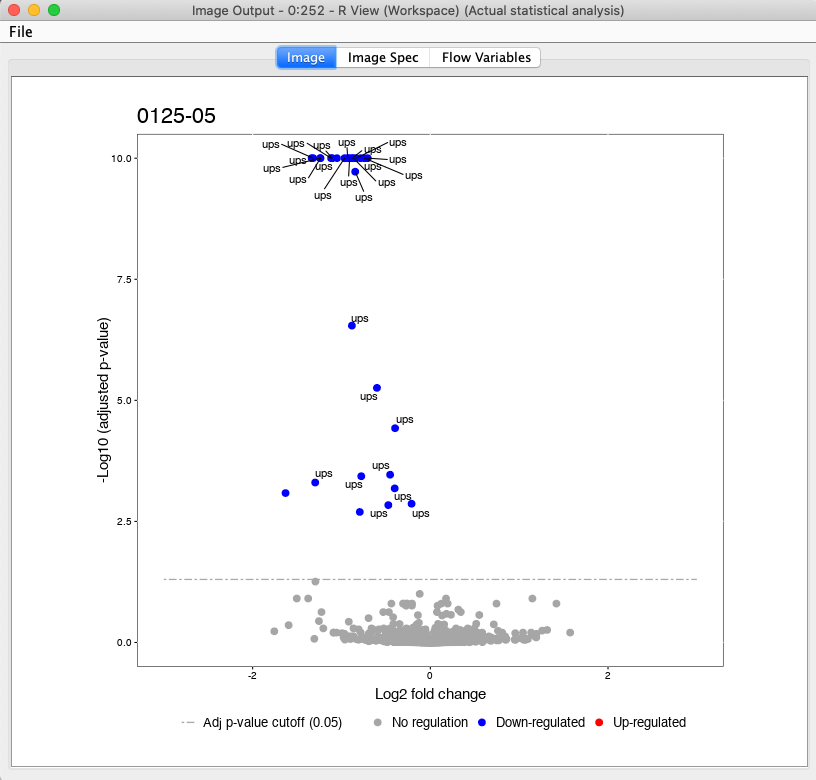 Image Output - 0:252 - R View (Workspace) (Actual statistical analysis)
File
Image Image Spec Flow Variables
0125-05
ups ups ups ups ups ups
10.0 ups ups
ups ups ups ups
ups ups ups
ups ups
7.5
ups
-Log10 (adjusted p-value)
5.0
ups
ups
ups
ups
ups
ups
2.5
ups ups
0.0
-2 0 2
Log2 fold change
Adj p-value cutoff (0.05) No regulation Down-regulated Up-regulated